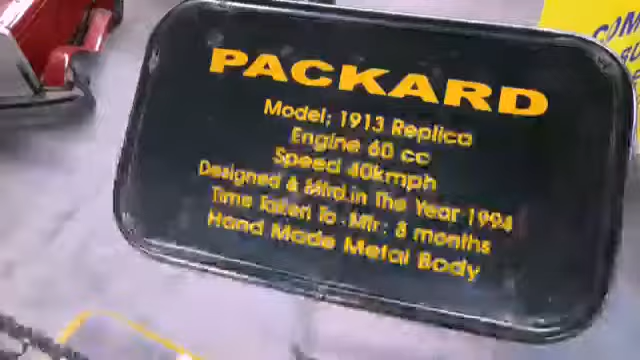 PACKARD
Model; 1913 Replica
Engine 60 cc
Speed 40kmph
Designed & Mfrd.in The Year 1994
Time Taken To Mfr: 8 months
Hand Made Metal Body
COM